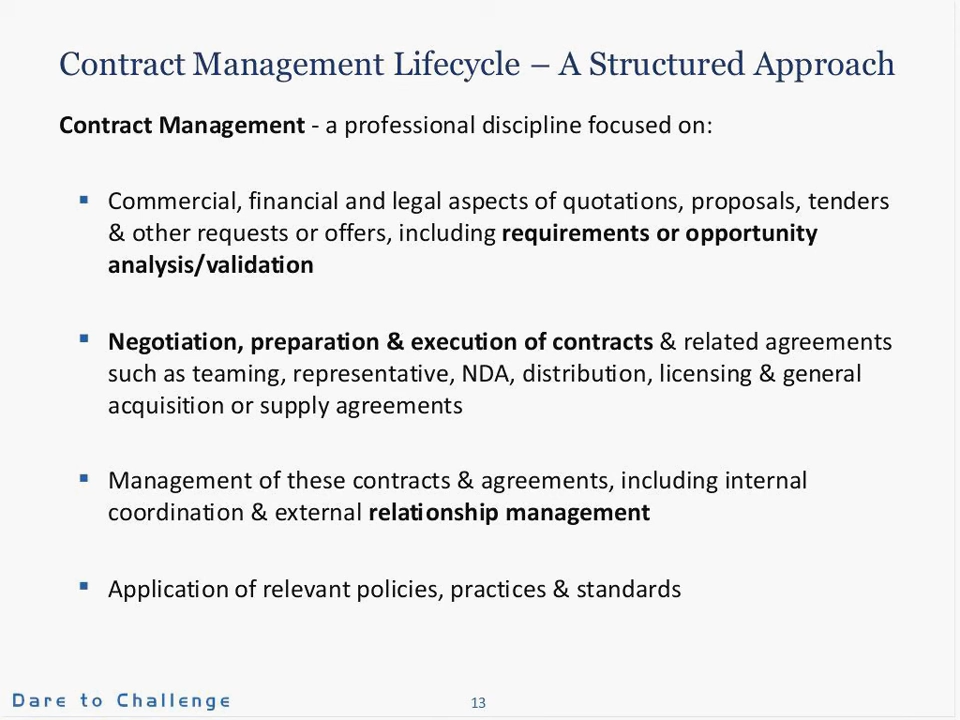 Contract Management Lifecycle – A Structured Approach
Contract Management - a professional discipline focused on:
▪ Commercial, financial and legal aspects of quotations, proposals, tenders
& other requests or offers, including requirements or opportunity
analysis/validation
▪ Negotiation, preparation & execution of contracts & related agreements
such as teaming, representative, NDA, distribution, licensing & general
acquisition or supply agreements
▪ Management of these contracts & agreements, including internal
coordination & external relationship management
▪ Application of relevant policies, practices & standards
Dare to Challenge
13